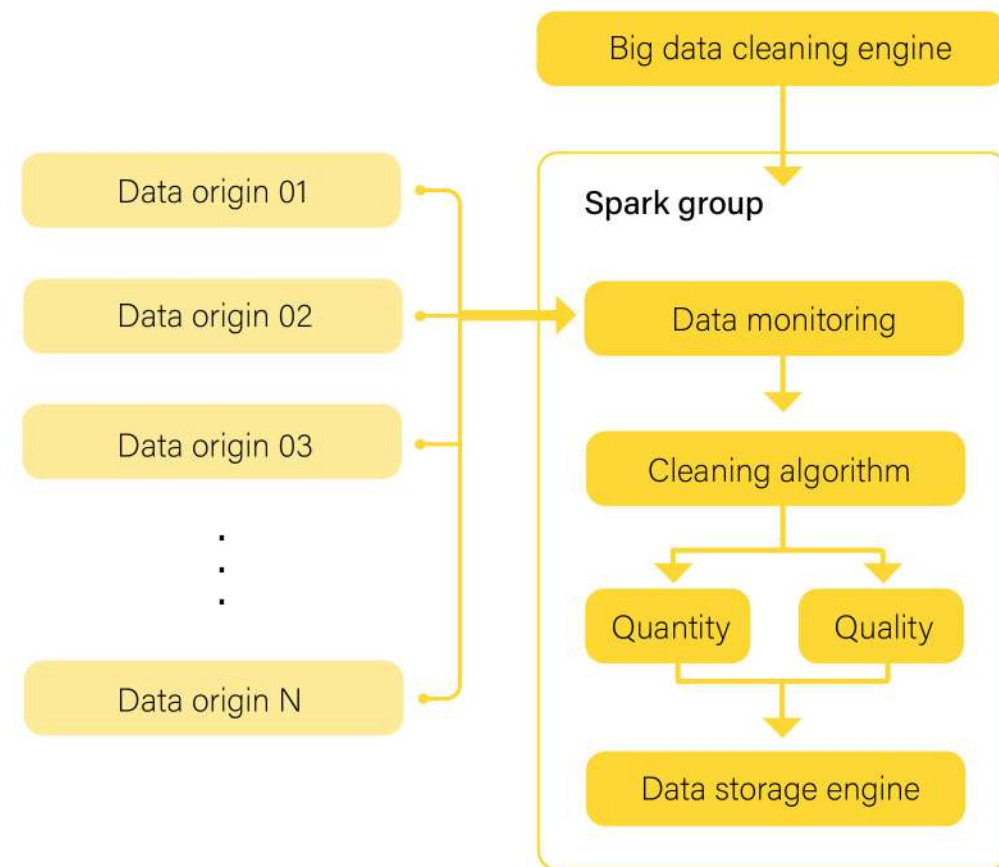 Big data cleaning engine
Data origin 01
Data origin 02
Data origin 03
.
.
.
Data origin N
Spark group
Data monitoring
Cleaning algorithm
Quantity
Quality
Data storage engine